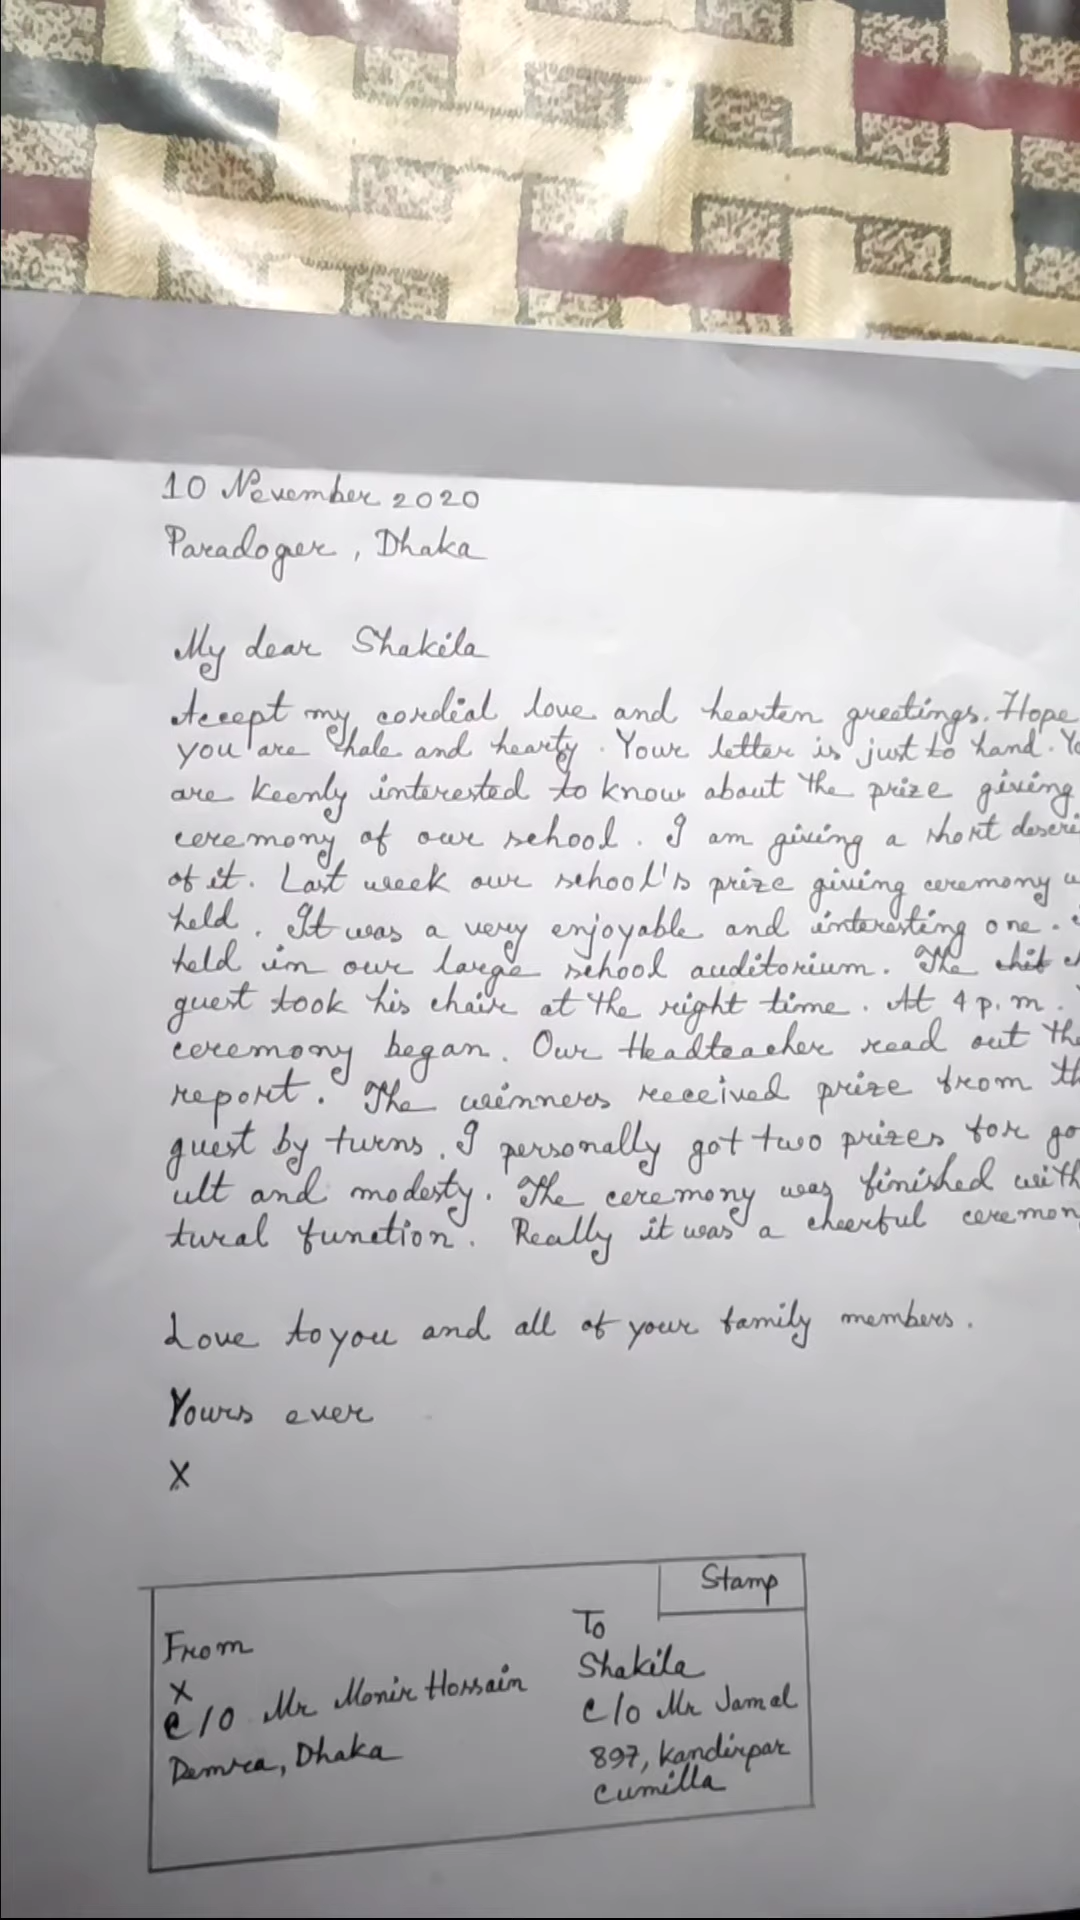 10 November 2020
Paradoger, Dhaka
My dear Shakila
Accept my cordial love and hearten greetings. Hope
you are hale and hearty. Your letter is just to hand.
are keenly interested to know about the prize giving
ceremony of our school. I am giving a short
of it. Last week our school's prize giving ceremony
held. It was a very enjoyable and interesting one.
held in our large school auditorium. The
guest took his chair at the right time. At 4 p.m.
ceremony began. Our Headteacher read out the
report. The winners received prize from
guest by turns. I personally got two prizes for
ult and modesty. The ceremony was finished with
tural function. Really it was a cheerful
Love to you and all of your family members.
Yours ever
X
Stamp
From
X
C/O Mr Monir Hossain
Demra, Dhaka
To
Shakila
C/o Mr Jamal
897, Kandirpar
Cumilla